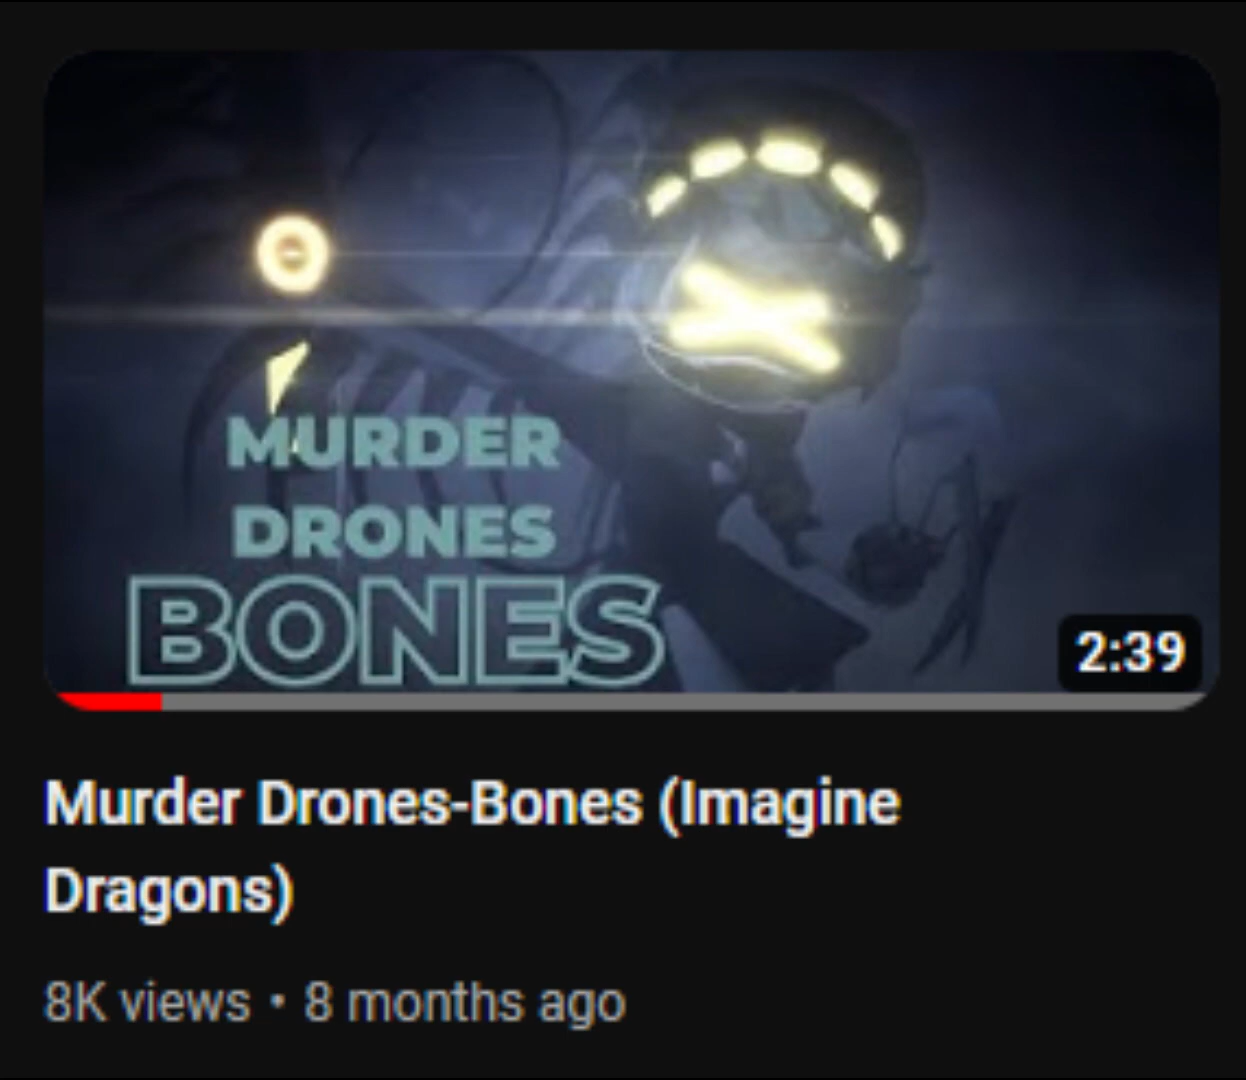 MURDER
DRONES
BONES
2:39
Murder Drones-Bones (Imagine
Dragons)
8K views • 8 months ago